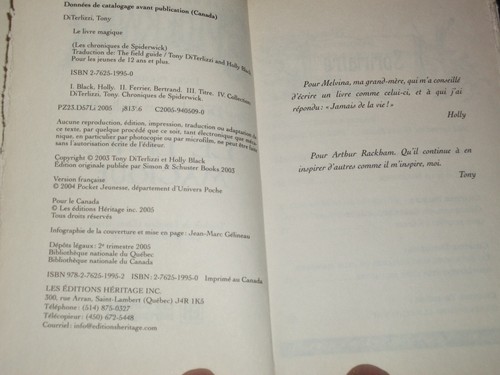 Données de catalogage avant publication (Canada)
DiTerlizzi, Tony
Le livre magique
(Les chroniques de Spiderwick)
Traduction de: The field guide / Tony DiTerlizzi and Holly Black.
Pour les jeunes de 12 ans et plus.
ISBN 2-7625-1995-0
I. Black, Holly. II. Ferrier, Bertrand. III. Titre. IV. Collection:
DiTerlizzi, Tony. Chroniques de Spiderwick.
PZ23.D57Li 2005 j813'.6 C2005-940509-0
Aucune reproduction, édition, impression, traduction ou adaptation de
ce texte, par quelque procédé que ce soit, tant électronique que méca-
nique, en particulier par photocopie ou par microfilm, ne peut être faite
sans l'autorisation écrite de l'éditeur.
Copyright © 2003 Tony DiTerlizzi et Holly Black
Édition originale publiée par Simon & Schuster Books 2003
Version française
© 2004 Pocket Jeunesse, département d'Univers Poche
Pour le Canada
© Les éditions Héritage inc. 2005
Tous droits réservés
Infographie de la couverture et mise en page : Jean-Marc Gélineau
Dépôts légaux : 2e trimestre 2005
Bibliothèque nationale du Québec
Bibliothèque nationale du Canada
ISBN 978-2-7625-1995-2 ISBN : 2-7625-1995-0 Imprimé au Canada
LES ÉDITIONS HÉRITAGE INC.
300, rue Arran, Saint-Lambert (Québec) J4R 1K5
Téléphone : (514) 875-0327
Télécopieur : (450) 672-5448
Courriel : info@editionsheritage.com
Pour Melvina, ma grand-mère, qui m'a conseillé
d'écrire un livre comme celui-ci, et à qui j'ai
répondu : « Jamais de la vie ! »
Holly
Pour Arthur Rackham. Qu'il continue à en
inspirer d'autres comme il m'inspire, moi.
Tony